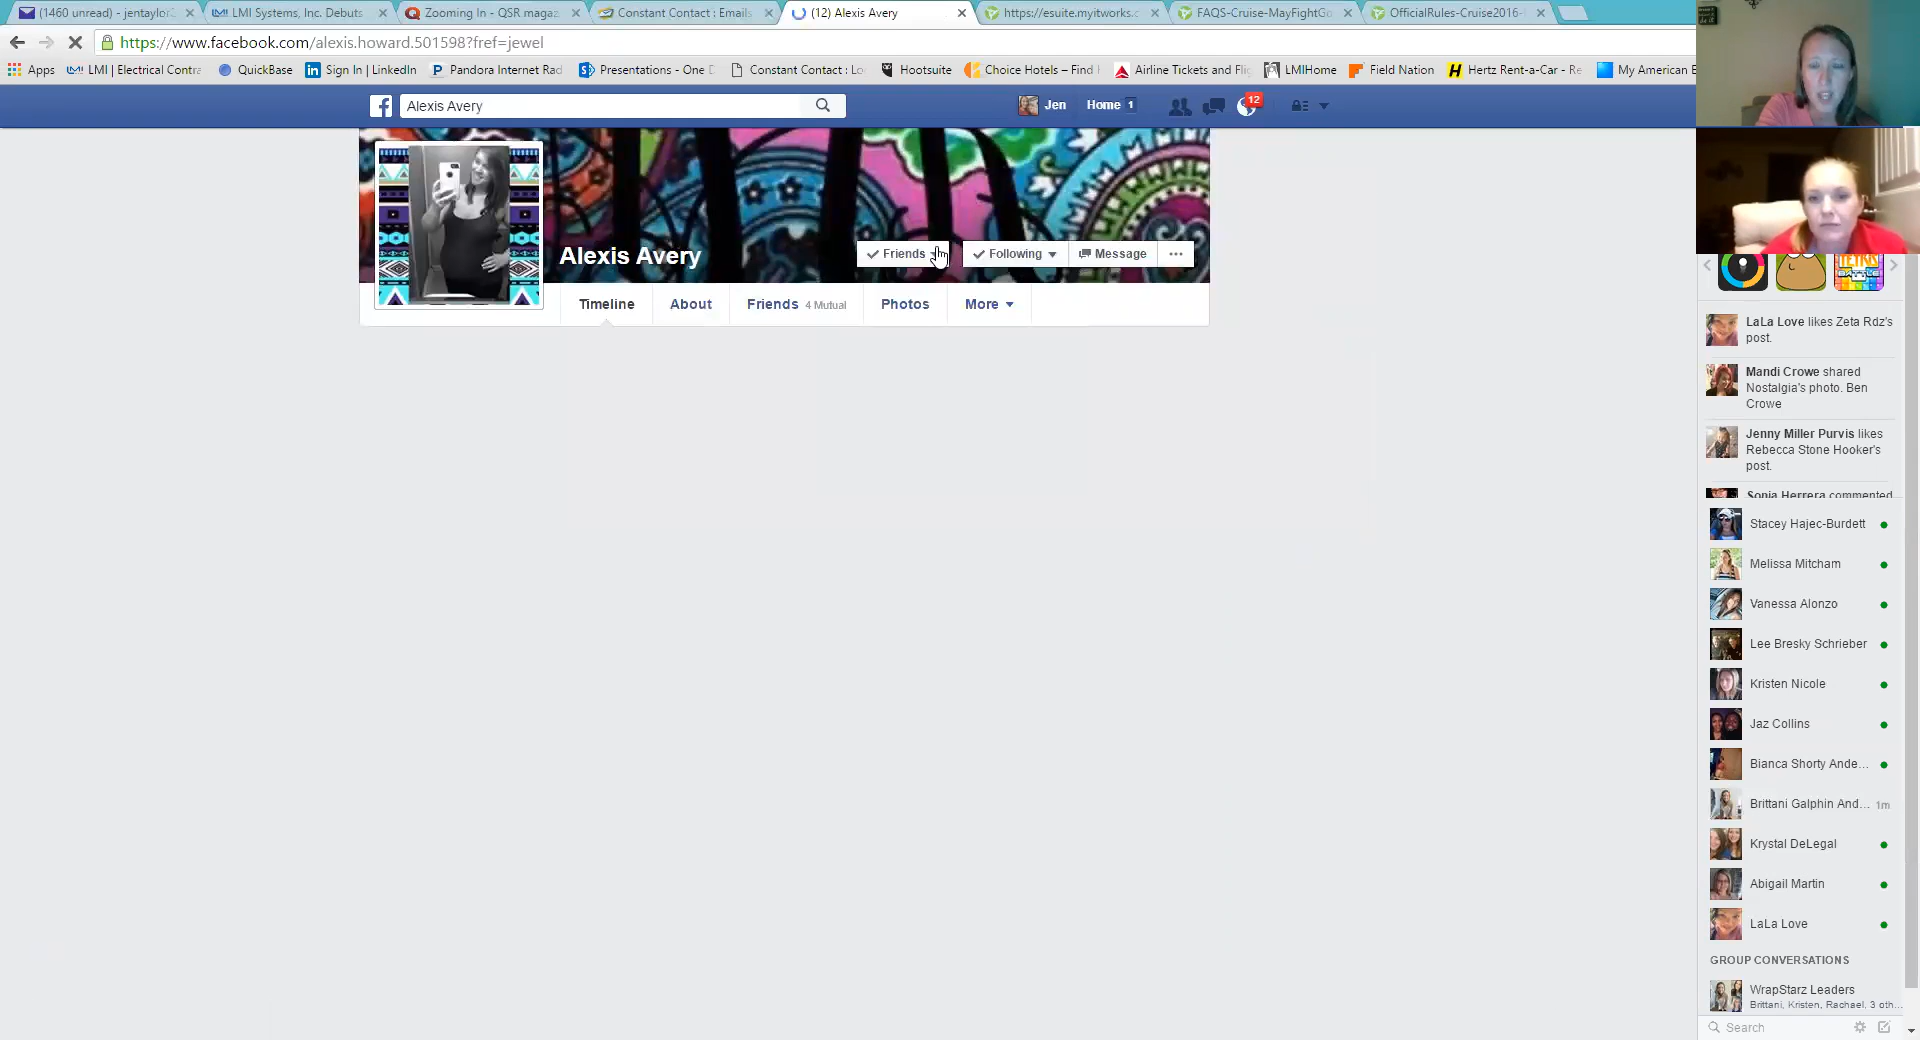 (1460 unread) - jentaylor
LMI Systems, Inc. Debuts
Zooming In - QSR magaz
Constant Contact : Emails
(12) Alexis Avery
https://esuite.myitworks.c
FAQS-Cruise-MayFightGo
OfficialRules-Cruise2016-
https://www.facebook.com/alexis.howard.501598?fref=jewel
Apps
LMI | Electrical Contra
QuickBase
Sign In | LinkedIn
Pandora Internet Rad
Presentations - One D
Constant Contact : Lo
Hootsuite
Choice Hotels – Find
Airline Tickets and Fli
LMIHome
Field Nation
Hertz Rent-a-Car - Re
My American E
Alexis Avery
Jen
Home 1
12
Alexis Avery
Friends
Following
Message
Timeline
About
Friends 4 Mutual
Photos
More
TETRIS
BATTLE
LaLa Love likes Zeta Rdz's
post.
Mandi Crowe shared
Nostalgia's photo. Ben
Crowe
Jenny Miller Purvis likes
Rebecca Stone Hooker's
post.
Sonia Herrera commented
Stacey Hajec-Burdett
Melissa Mitcham
Vanessa Alonzo
Lee Bresky Schrieber
Kristen Nicole
Jaz Collins
Bianca Shorty Ande...
Brittani Galphin And... 1m
Krystal DeLegal
Abigail Martin
LaLa Love
GROUP CONVERSATIONS
WrapStarz Leaders
Brittani, Kristen, Rachael, 3 oth...
Search